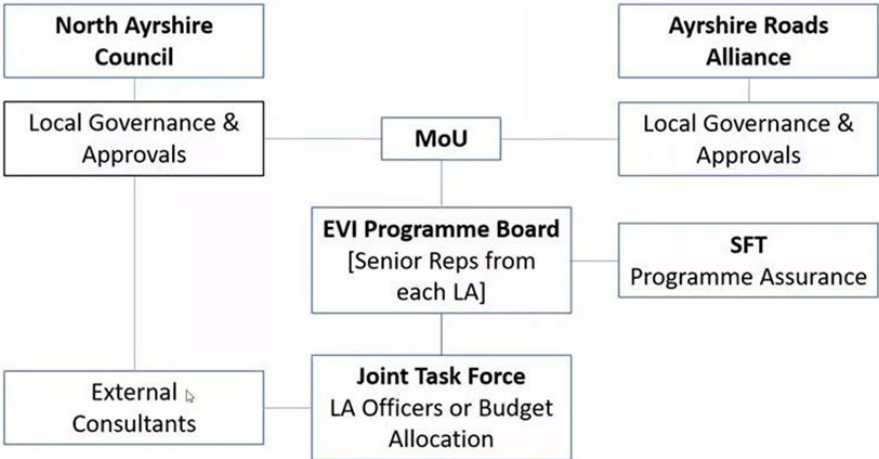 North Ayrshire
Council
Ayrshire Roads
Alliance
Local Governance &
Approvals
MoU
Local Governance &
Approvals
EVI Programme Board
[Senior Reps from
each LA]
SFT
Programme Assurance
External
Consultants
Joint Task Force
LA Officers or Budget
Allocation